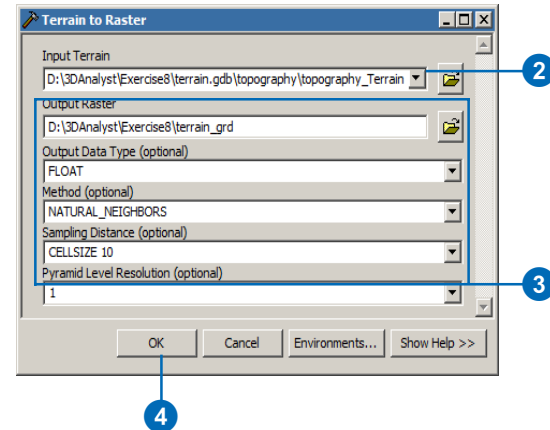 Terrain to Raster
Input Terrain
D:\3DAnalyst\Exercise8\terrain.gdb\topography\topography_Terrain
2
Output Raster
D:\3DAnalyst\Exercise8\terrain_grd
Output Data Type (optional)
FLOAT
Method (optional)
NATURAL_NEIGHBORS
Sampling Distance (optional)
CELLSIZE 10
Pyramid Level Resolution (optional)
3
1
OK Cancel Environments... Show Help >>
4